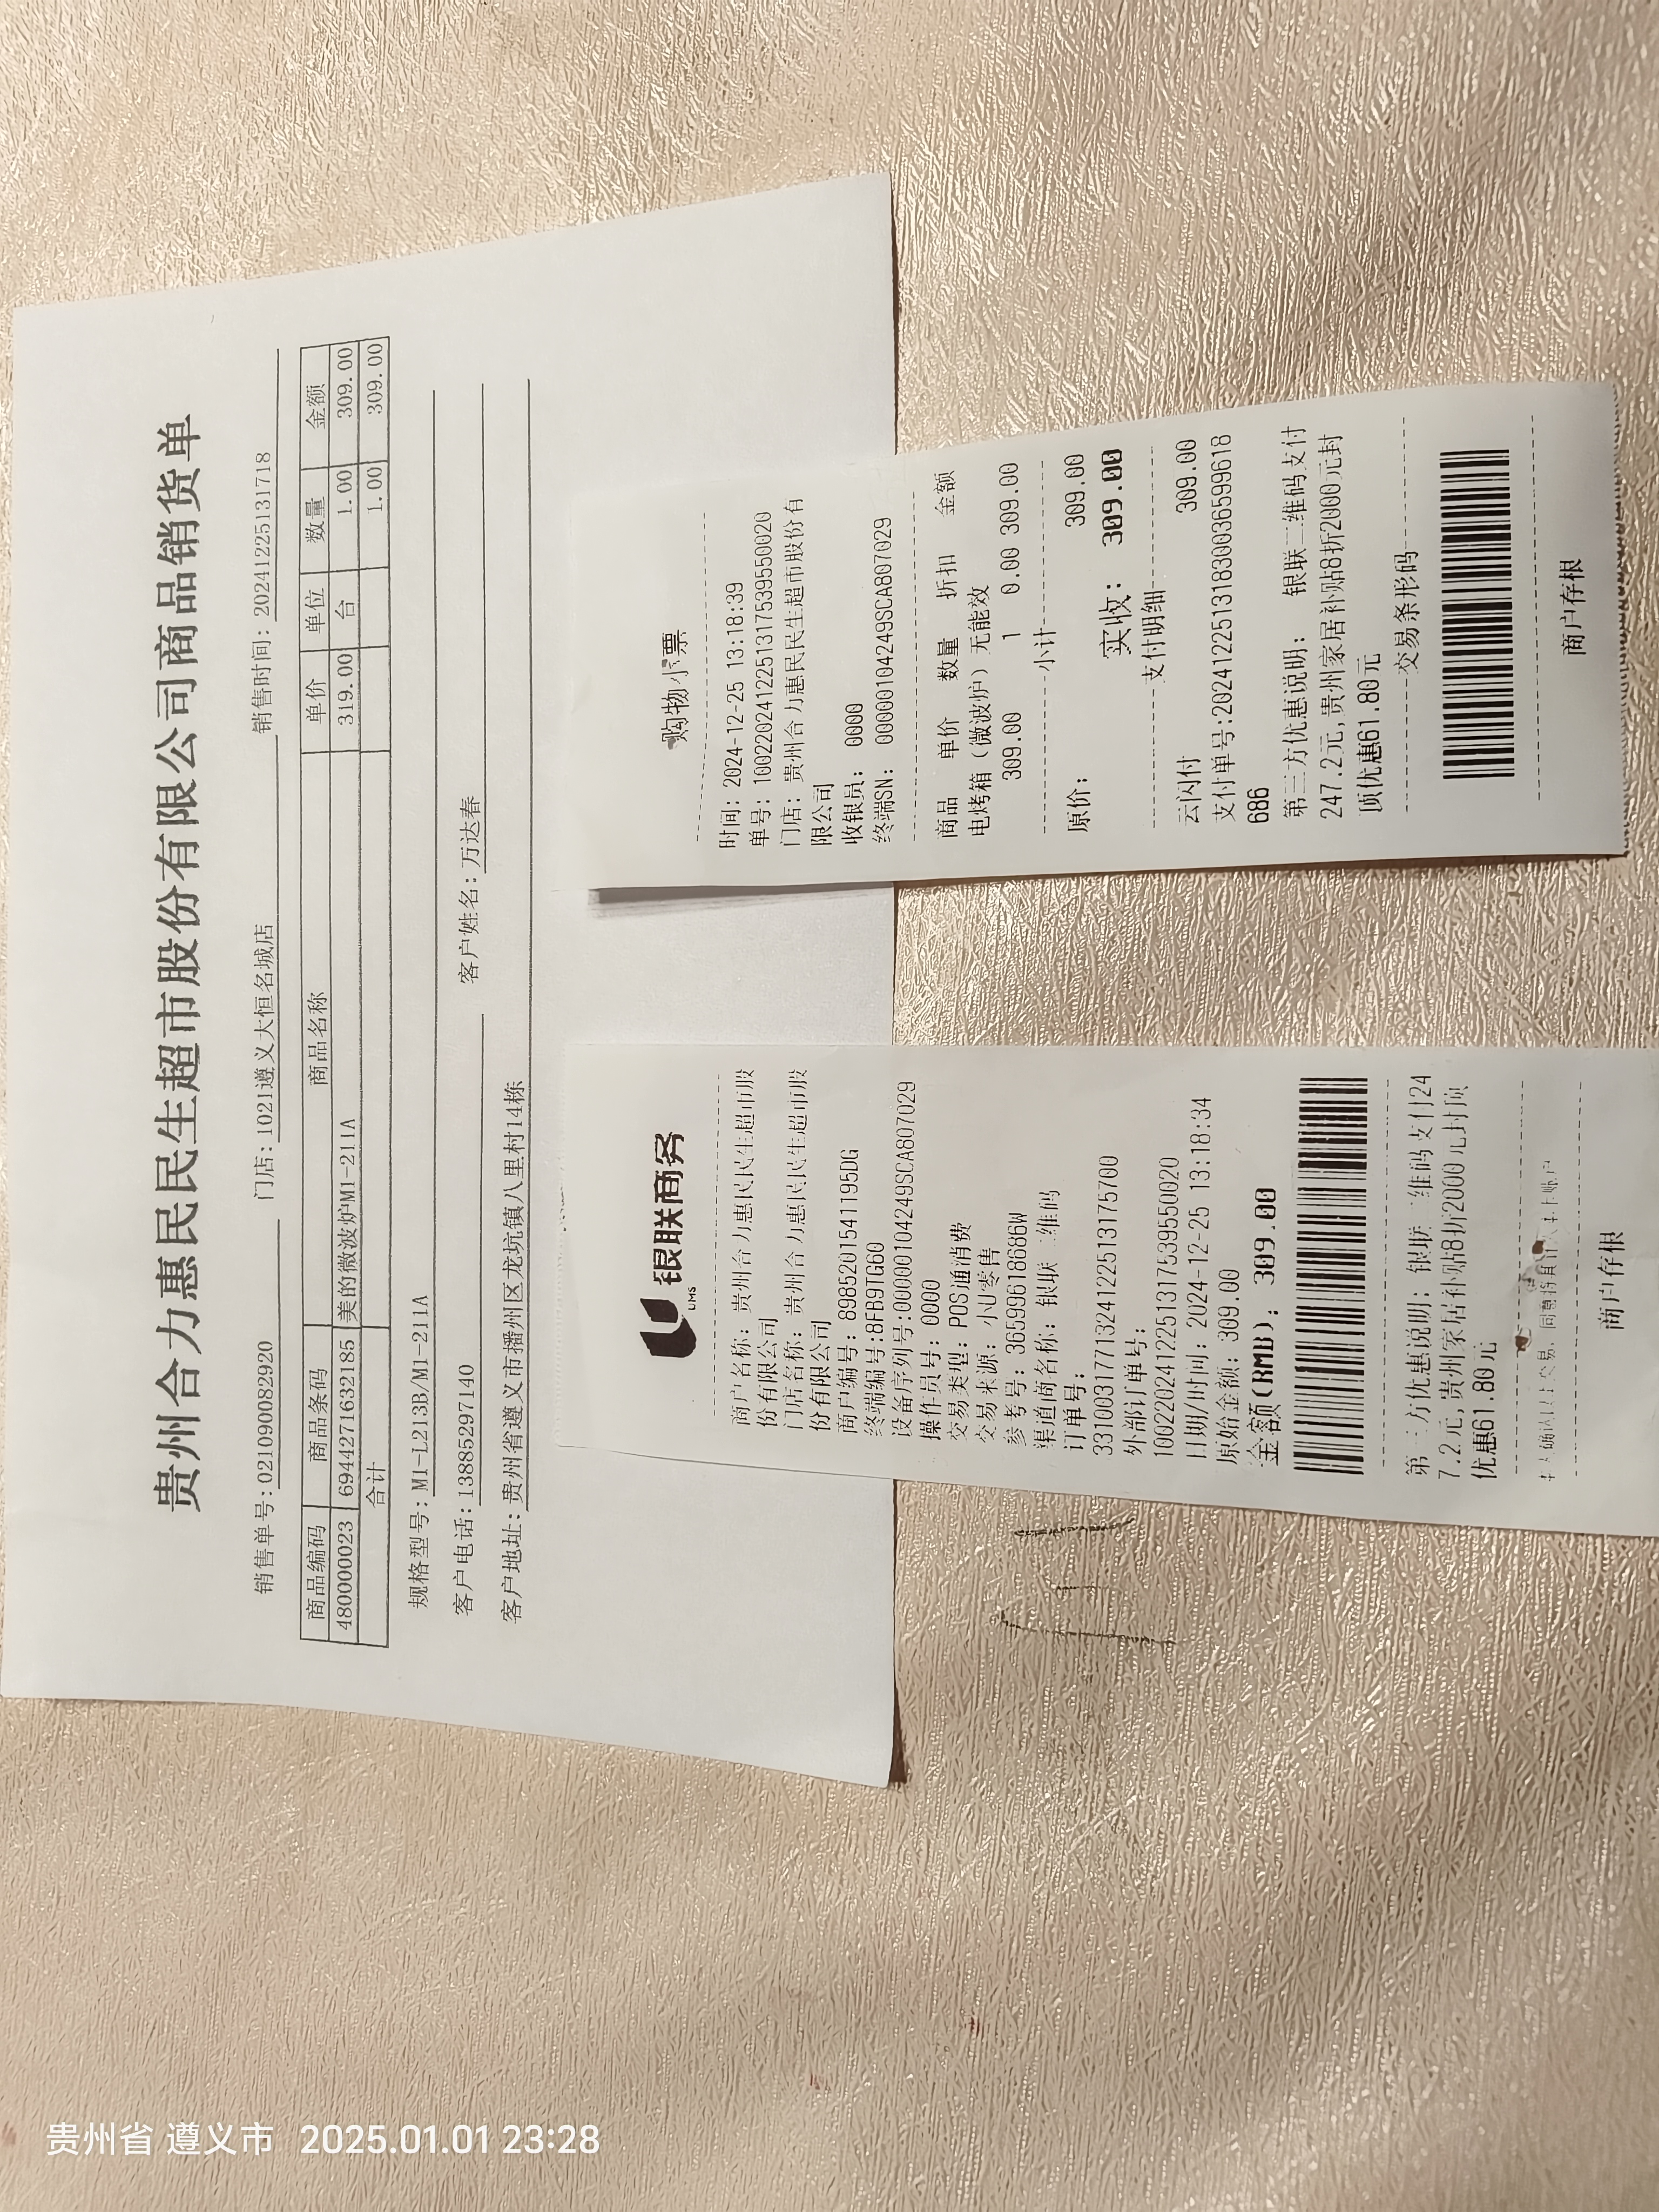 贵州合力惠民民生超市股份有限公司商品销货单
销售单号:021090082920 门店:1021遵义大恒名城店 销售时间:20241225131718
商品编码 商品条码 商品名称 单价 单位 数量 金额
48000023 6944271632185 美的微波炉M1-211A 319.00 台 1.00 309.00
合计 1.00 309.00
规格型号:M1-L213B/M1-211A
客户电话:13885297140 客户姓名:万达春
客户地址:贵州省遵义市播州区龙坑镇八里村14栋
UMS 银联商务
商户名称: 贵州合力惠民民生超市股
份有限公司
门店名称: 贵州合力惠民民生超市股
份有限公司
商户编号: 8985201541195DG
终端编号:8FB9TG60
设备序列号:00000104249SCA807029
操作员号: 0000
交易类型: POS通消费
交易来源: 小U零售
参考号: 36599618686W
渠道商名称: 银联二维码
订单号:
33100317713241225131​75700
外部订单号:
10022024122513175395​50020
日期/时间: 2024-12-25 13:18:34
原始金额: 309.00
金额(RMB): 309.00
第三方优惠说明: 银联二维码支付24
7.2元,贵州家居补贴8折2000元封顶
优惠61.80元
商户存根
购物小票
时间: 2024-12-25 13:18:39
单号: 1002202412251317539550020
门店: 贵州合力惠民民生超市股份有
限公司
收银员: 0000
终端SN: 00000104249SCA807029
商品 单价 数量 折扣 金额
电烤箱（微波炉）无能效
309.00 1 0.00 309.00
小计
原价: 309.00
实收: 309.00
支付明细
云闪付 309.00
支付单号:20241225131830036599618
686
第三方优惠说明: 银联二维码支付
247.2元,贵州家居补贴8折2000元封
顶优惠61.80元
交易条形码
商户存根
贵州省 遵义市 2025.01.01 23:28